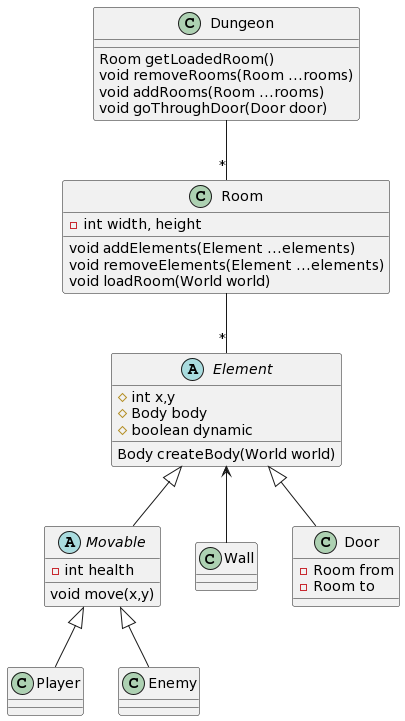 C Dungeon
Room getLoadedRoom()
void removeRooms(Room ...rooms)
void addRooms(Room ...rooms)
void goThroughDoor(Door door)
*
C Room
int width, height
void addElements(Element ...elements)
void removeElements(Element ...elements)
void loadRoom(World world)
*
A Element
int x,y
Body body
boolean dynamic
Body createBody(World world)
A Movable
int health
void move(x,y)
C Wall
C Door
Room from
Room to
C Player
C Enemy